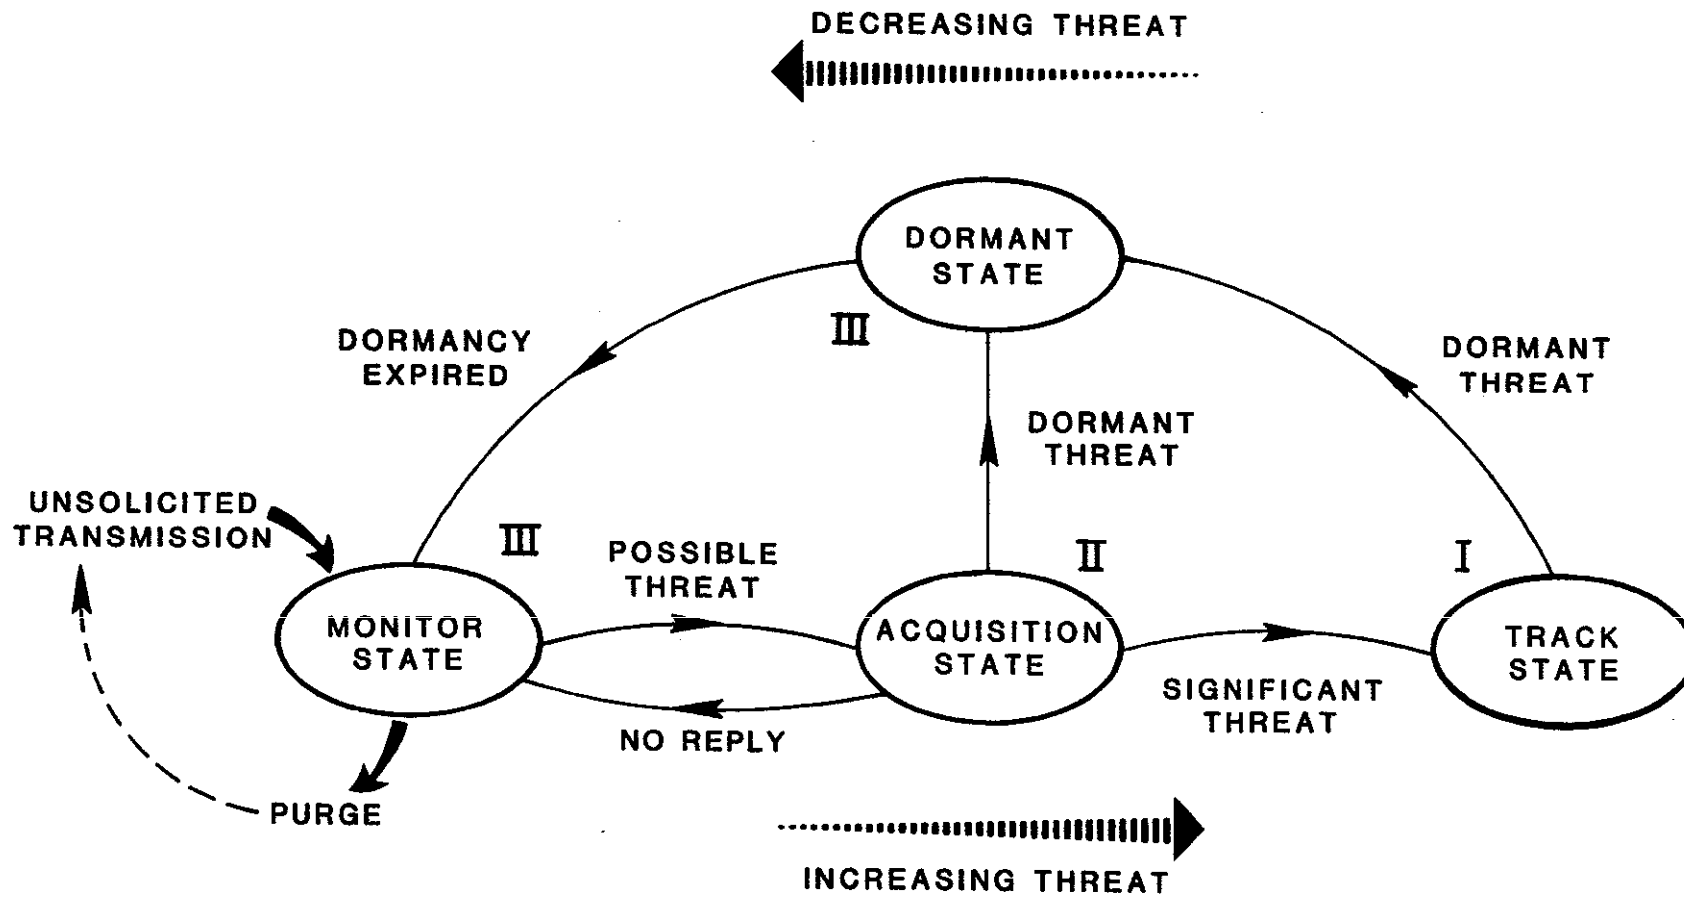 DECREASING THREAT
DORMANT
STATE
III
DORMANCY
EXPIRED
DORMANT
THREAT
DORMANT
THREAT
UNSOLICITED
TRANSMISSION
III
POSSIBLE
THREAT
II
I
MONITOR
STATE
ACQUISITION
STATE
TRACK
STATE
SIGNIFICANT
THREAT
NO REPLY
PURGE
INCREASING THREAT